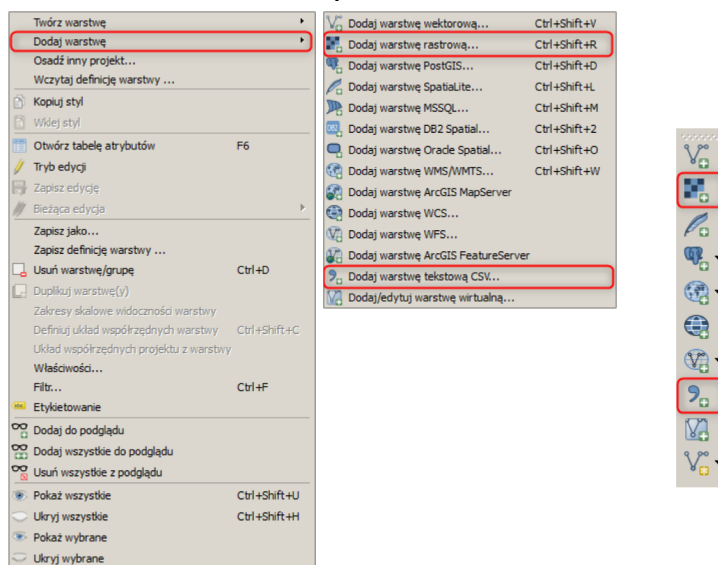 Twórz warstwę
Dodaj warstwę
Osadź inny projekt...
Wczytaj definicję warstwy ...
Kopiuj styl
Wklej styl
Otwórz tabelę atrybutów F6
Tryb edycji
Zapisz edycję
Bieżąca edycja
Zapisz jako...
Zapisz definicję warstwy ...
Usuń warstwę/grupę Ctrl+D
Duplikuj warstwę(y)
Zakresy skalowe widoczności warstwy
Definiuj układ współrzędnych warstwy Ctrl+Shift+C
Układ współrzędnych projektu z warstwy
Właściwości...
Filtr... Ctrl+F
abc Etykietowanie
Dodaj do podglądu
Dodaj wszystkie do podglądu
Usuń wszystkie z podglądu
Pokaż wszystkie Ctrl+Shift+U
Ukryj wszystkie Ctrl+Shift+H
Pokaż wybrane
Ukryj wybrane
Dodaj warstwę wektorową... Ctrl+Shift+V
Dodaj warstwę rastrową... Ctrl+Shift+R
Dodaj warstwę PostGIS... Ctrl+Shift+D
Dodaj warstwę SpatiaLite... Ctrl+Shift+L
Dodaj warstwę MSSQL... Ctrl+Shift+M
DB2 Dodaj warstwę DB2 Spatial... Ctrl+Shift+2
Dodaj warstwę Oracle Spatial... Ctrl+Shift+O
Dodaj warstwę WMS/WMTS... Ctrl+Shift+W
Dodaj warstwę ArcGIS MapServer
Dodaj warstwę WCS...
Dodaj warstwę WFS...
Dodaj warstwę ArcGIS FeatureServer
Dodaj warstwę tekstową CSV...
Dodaj/edytuj warstwę wirtualną...